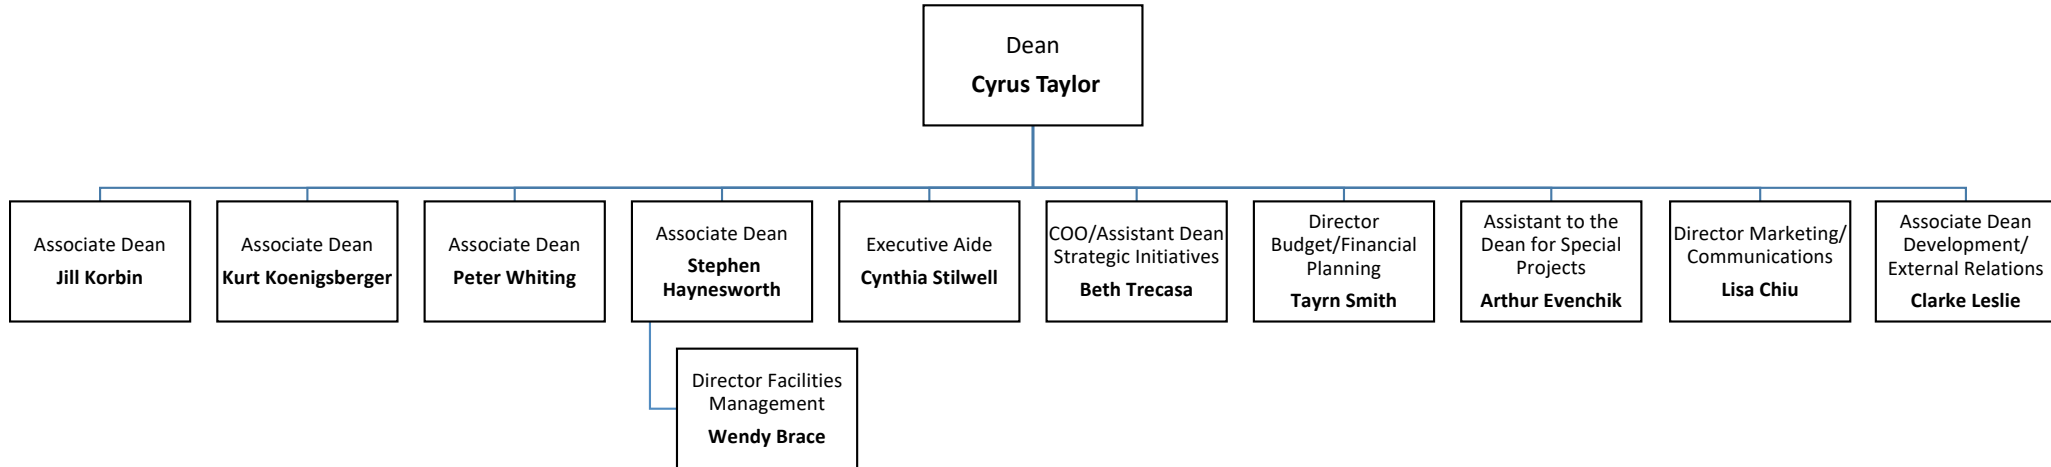 Dean
Cyrus Taylor
Associate Dean
Jill Korbin
Associate Dean
Kurt Koenigsberger
Associate Dean
Peter Whiting
Associate Dean
Stephen
Haynesworth
Executive Aide
Cynthia Stilwell
COO/Assistant Dean
Strategic Initiatives
Beth Trecasa
Director
Budget/Financial
Planning
Tayrn Smith
Assistant to the
Dean for Special
Projects
Arthur Evenchik
Director Marketing/
Communications
Lisa Chiu
Associate Dean
Development/
External Relations
Clarke Leslie
Director Facilities
Management
Wendy Brace